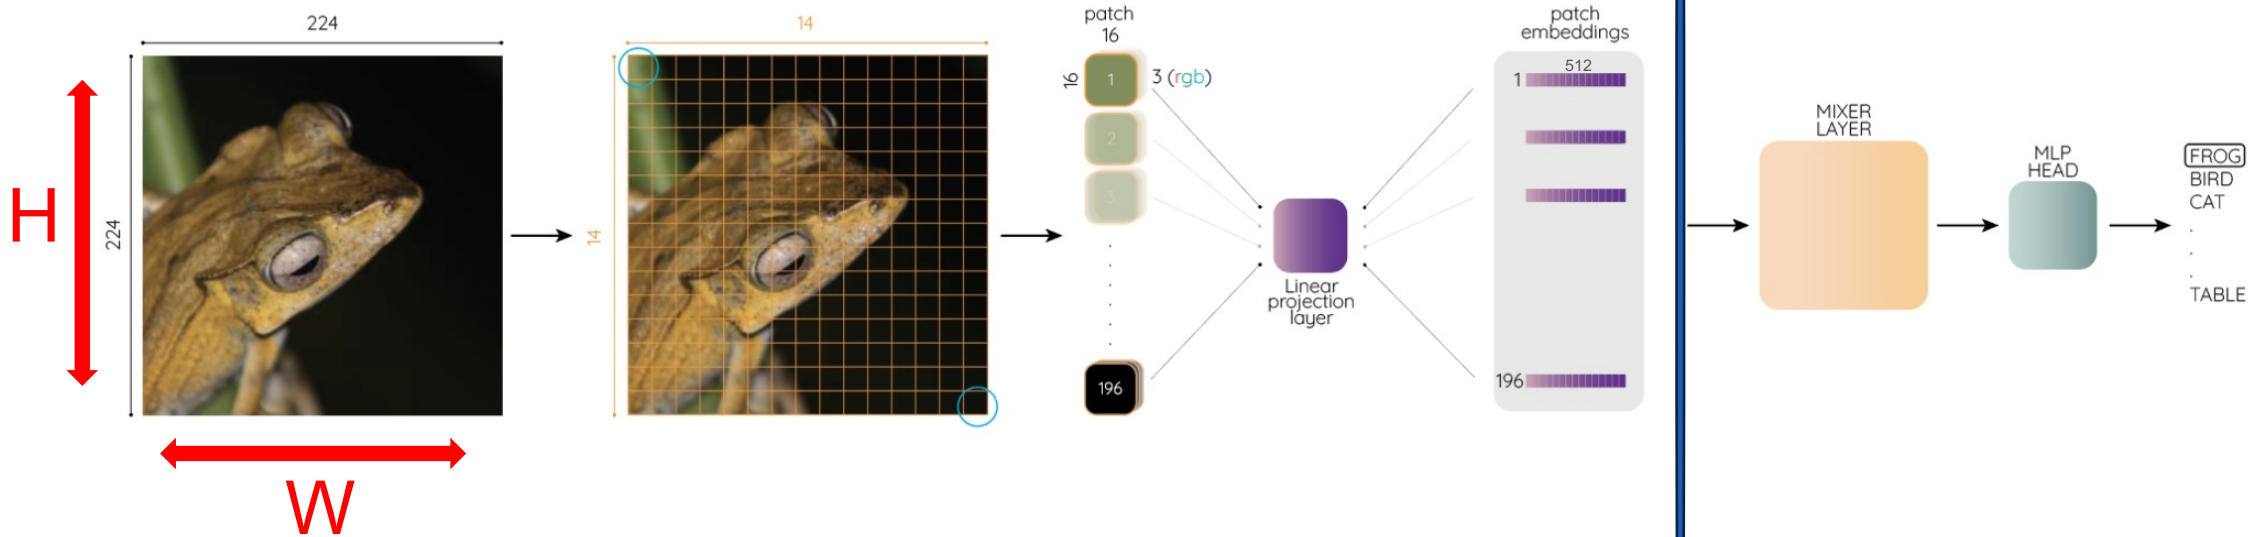 224
224
H
W
14
14
patch
16
16
3 (rgb)
1
2
3
196
Linear
projection
layer
patch
embeddings
512
1
196
MIXER
LAYER
MLP
HEAD
FROG
BIRD
CAT
.
.
.
TABLE